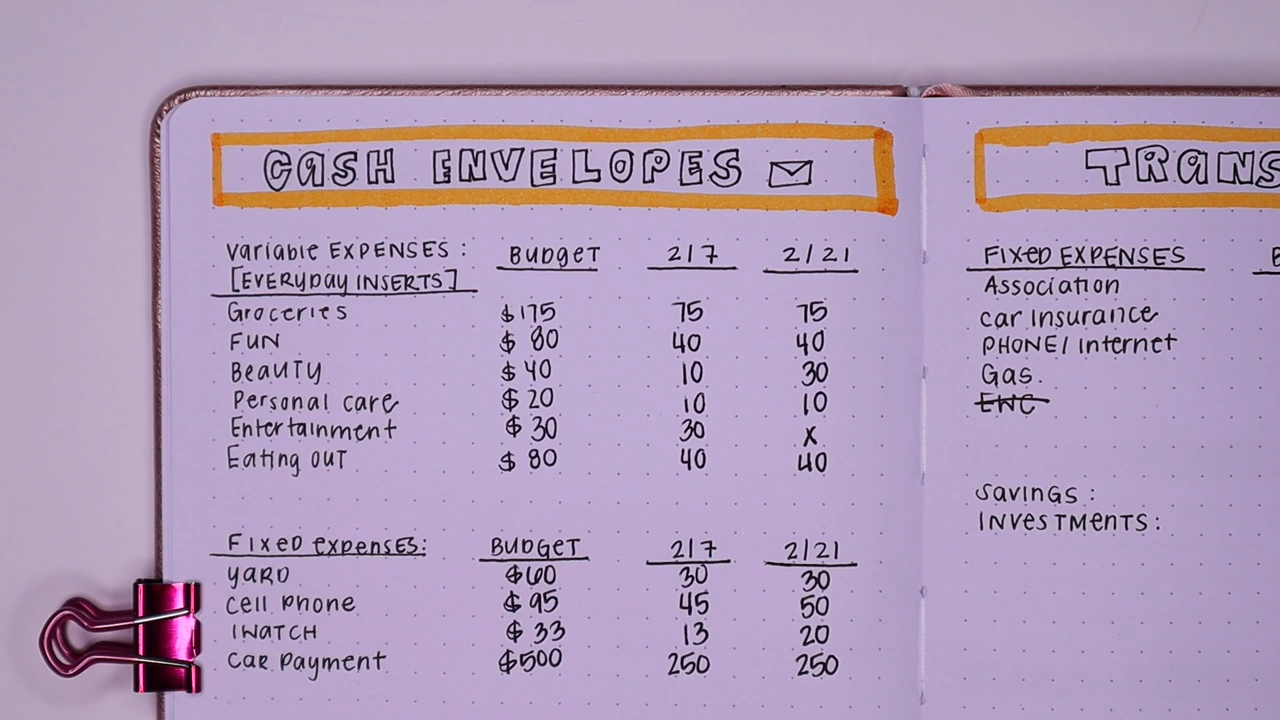 CASH ENVELOPES
Variable EXPENSES: BUDGET 2/7 2/21
[EVERYDAY INSERTS]
Groceries $175 75 75
FUN $80 40 40
Beauty $40 10 30
Personal care $20 10 10
Entertainment $30 30 X
Eating out $80 40 40
Fixed expenses: BUDGET 2/7 2/21
YARD $60 30 30
Cell Phone $95 45 50
IWATCH $33 13 20
Car Payment $500 250 250
TRANS
FIXED EXPENSES
Association
Car Insurance
PHONE/ Internet
Gas
Savings:
INVESTMENTS: